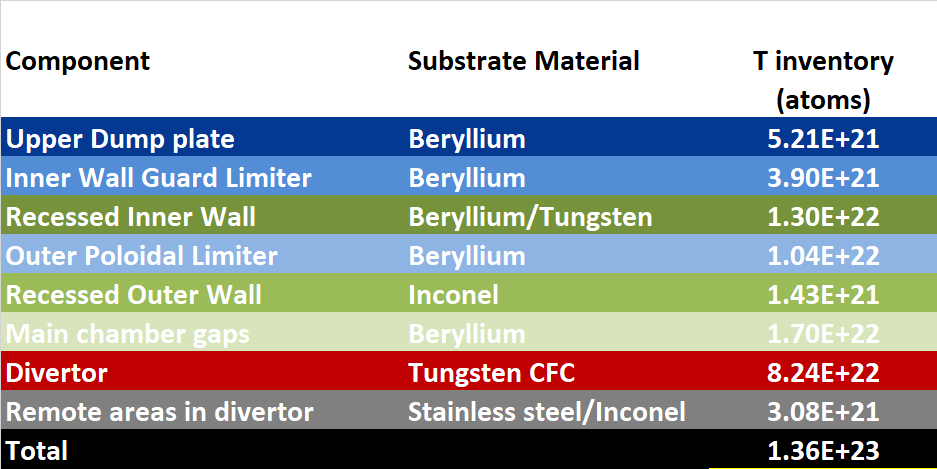 Component Substrate Material T inventory
(atoms)
Upper Dump plate Beryllium 5.21E+21
Inner Wall Guard Limiter Beryllium 3.90E+21
Recessed Inner Wall Beryllium/Tungsten 1.30E+22
Outer Poloidal Limiter Beryllium 1.04E+22
Recessed Outer Wall Inconel 1.43E+21
Main chamber gaps Beryllium 1.70E+22
Divertor Tungsten CFC 8.24E+22
Remote areas in divertor Stainless steel/Inconel 3.08E+21
Total 1.36E+23